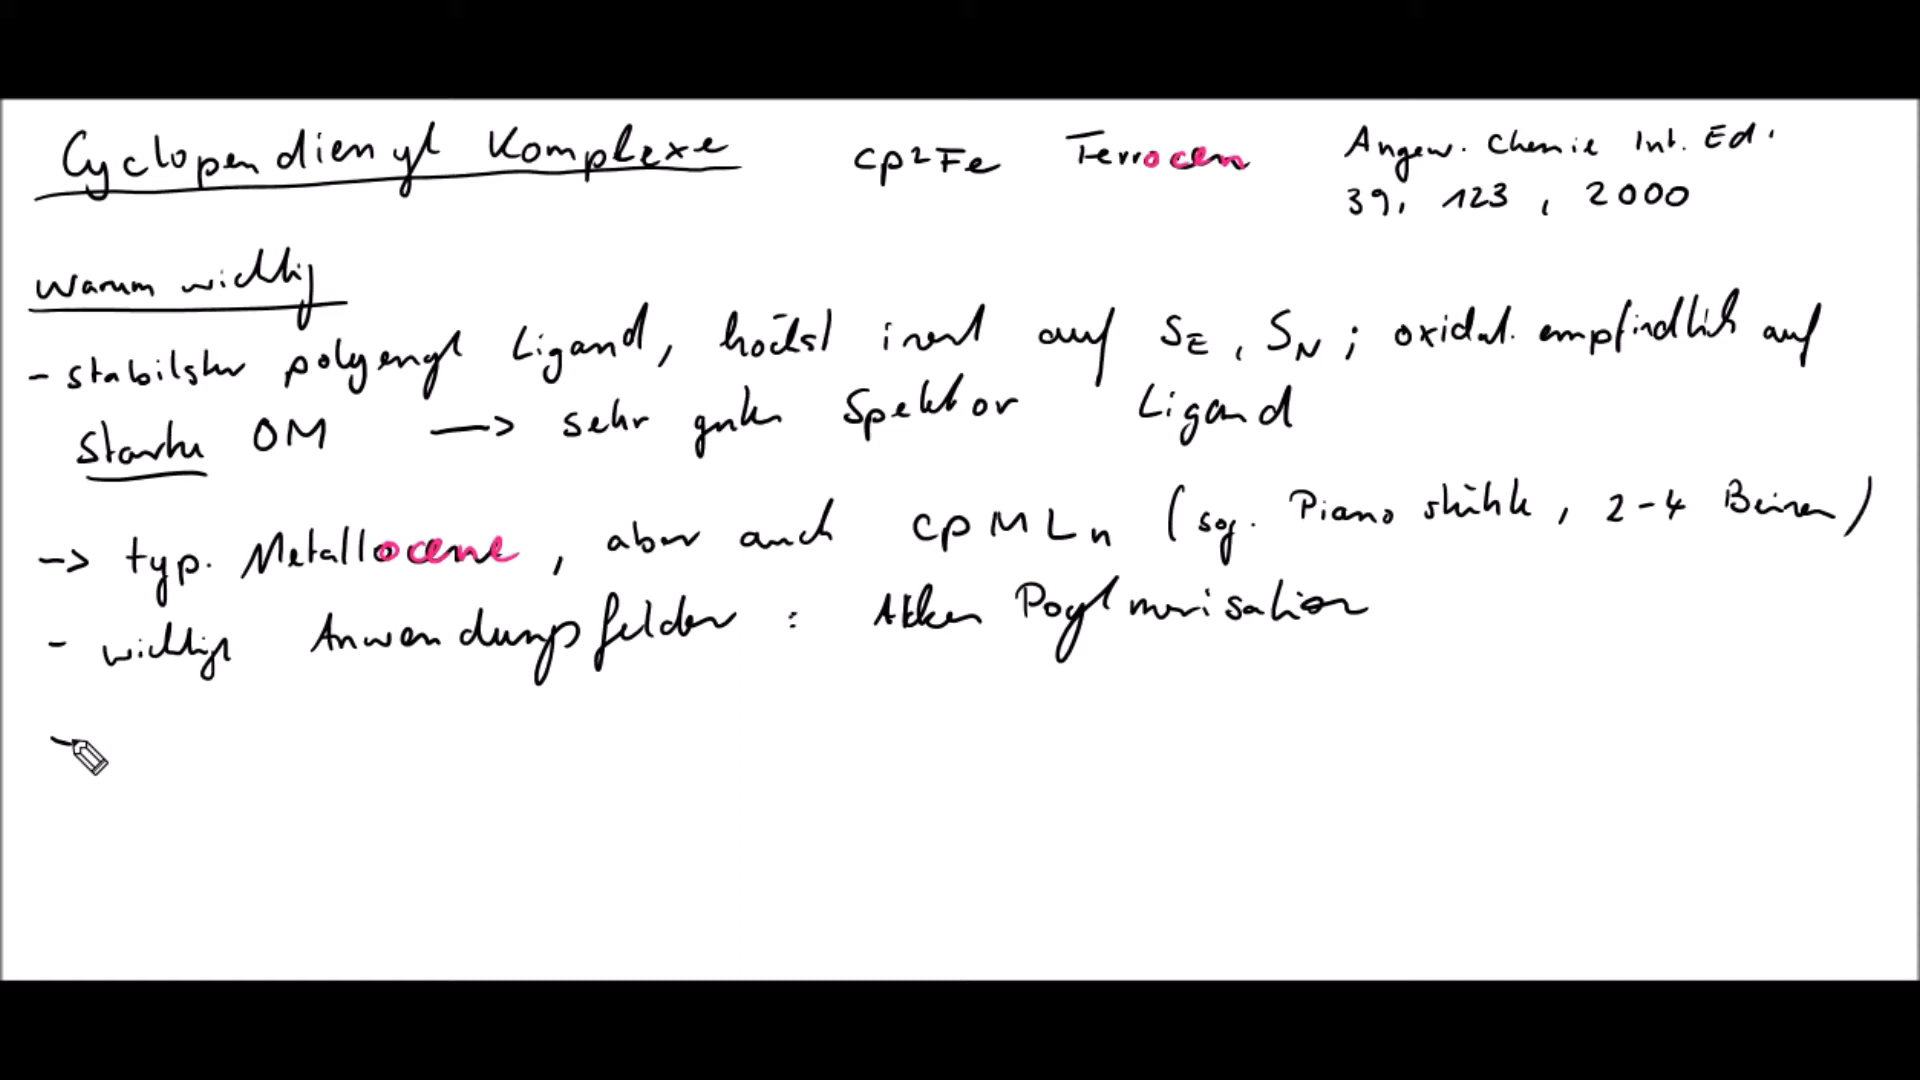 Cyclopendienyl Komplexe cp2Fe Ferrocen Angew. Chemie Int. Ed.
39, 123, 2000
Warum wichtig
- stabilster polyenyl Ligand, höchst inert auf SE, SN; oxidat. empfindlich auf
starke OM -> sehr guter Spektator Ligand
-> typ. Metallocene, aber auch cpMLn (sog. Piano stühle, 2-4 Beinen)
- wichtige Anwendungsfelder: Alken Poylmerisation